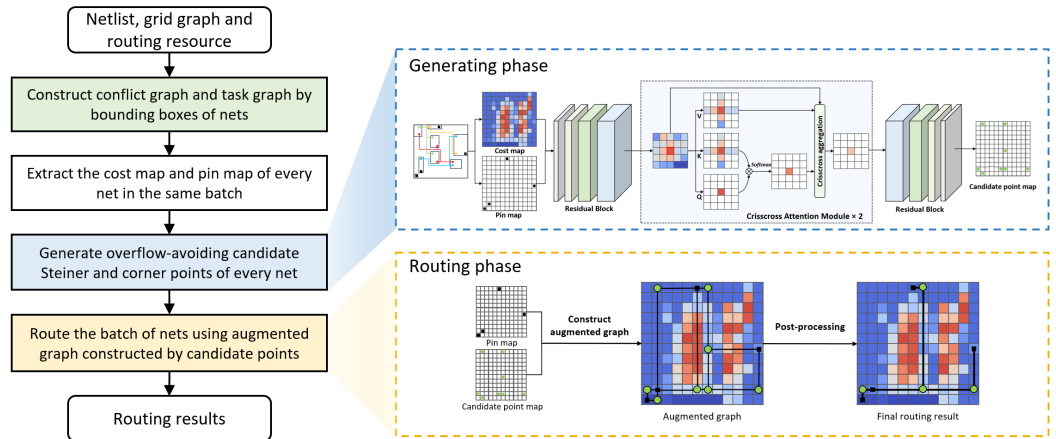 Netlist, grid graph and
routing resource
Construct conflict graph and task graph by
bounding boxes of nets
Extract the cost map and pin map of every
net in the same batch
Generate overflow-avoiding candidate
Steiner and corner points of every net
Route the batch of nets using augmented
graph constructed by candidate points
Routing results
Generating phase
Cost map
Pin map
Residual Block
V
K
Q
Softmax
Crisscross aggregation
Crisscross Attention Module × 2
Residual Block
Candidate point map
Routing phase
Pin map
Candidate point map
Construct
augmented graph
Augmented graph
Post-processing
Final routing result